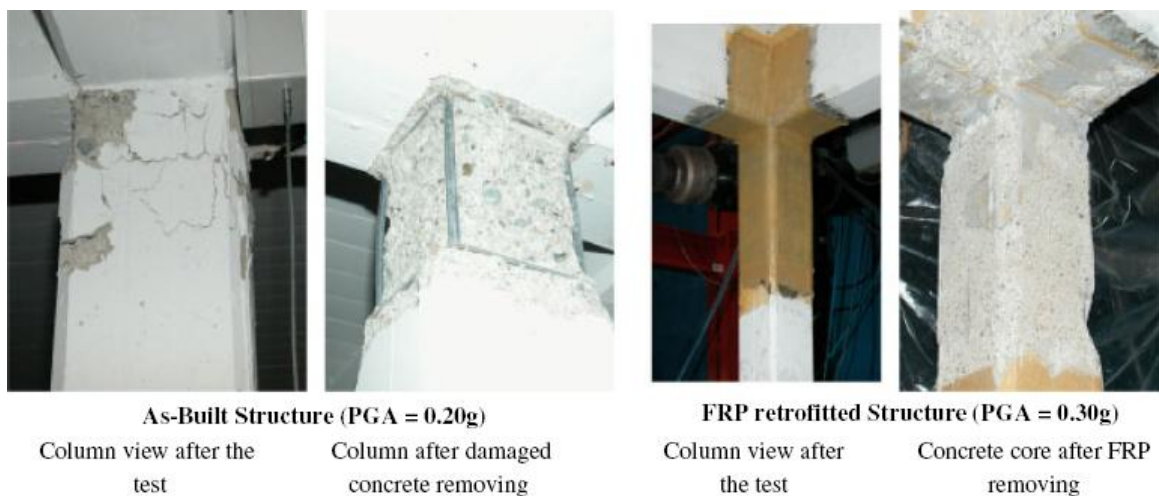 As-Built Structure (PGA = 0.20g)
Column view after the
test
Column after damaged
concrete removing
FRP retrofitted Structure (PGA = 0.30g)
Column view after
the test
Concrete core after FRP
removing